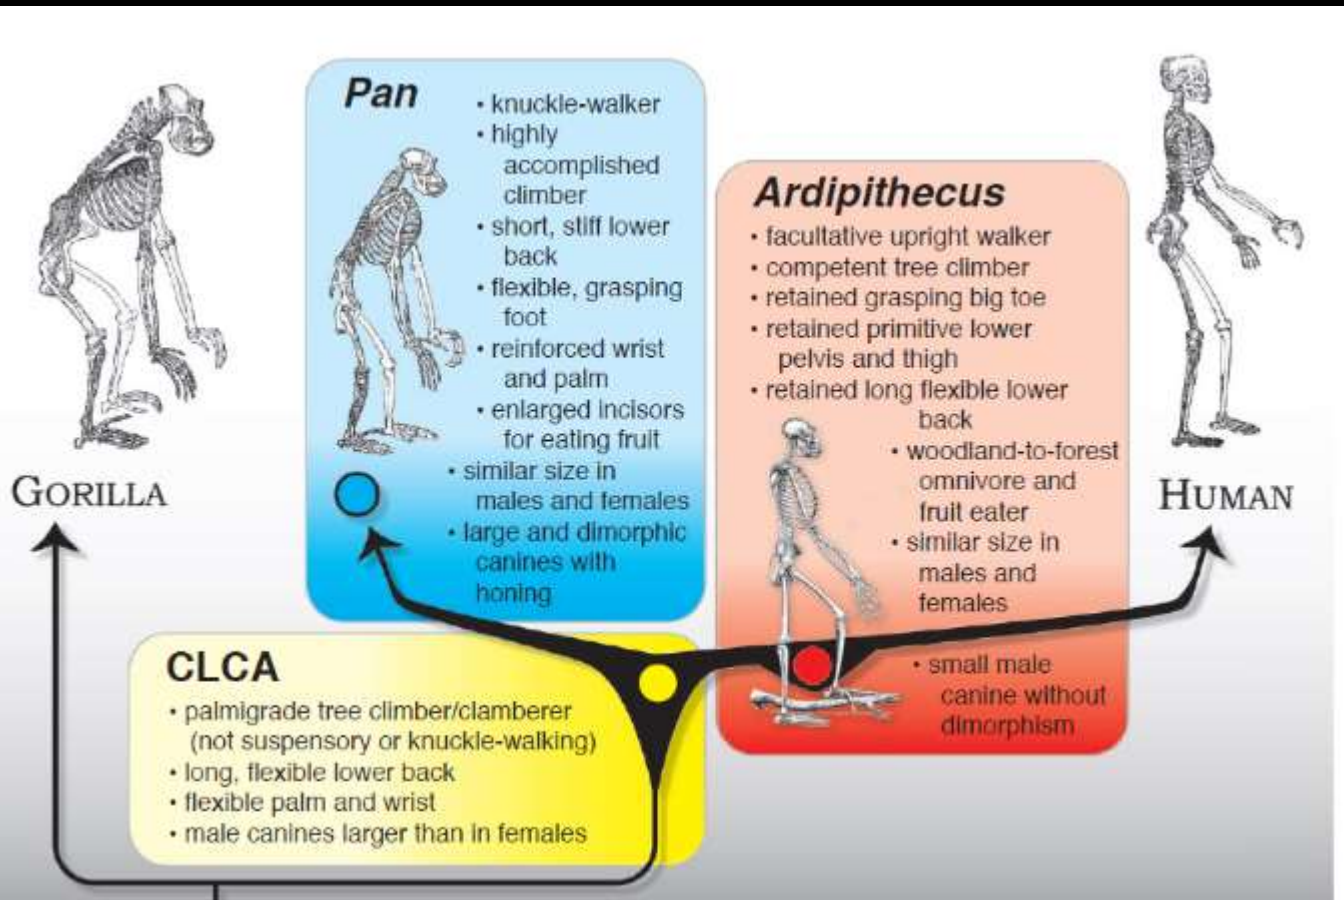 Pan
• knuckle-walker
• highly
accomplished
climber
• short, stiff lower
back
• flexible, grasping
foot
• reinforced wrist
and palm
• enlarged incisors
for eating fruit
• similar size in
males and females
• large and dimorphic
canines with
honing
Ardipithecus
• facultative upright walker
• competent tree climber
• retained grasping big toe
• retained primitive lower
pelvis and thigh
• retained long flexible lower
back
• woodland-to-forest
omnivore and
fruit eater
• similar size in
males and
females
• small male
canine without
dimorphism
GORILLA
HUMAN
CLCA
• palmigrade tree climber/clamberer
(not suspensory or knuckle-walking)
• long, flexible lower back
• flexible palm and wrist
• male canines larger than in females